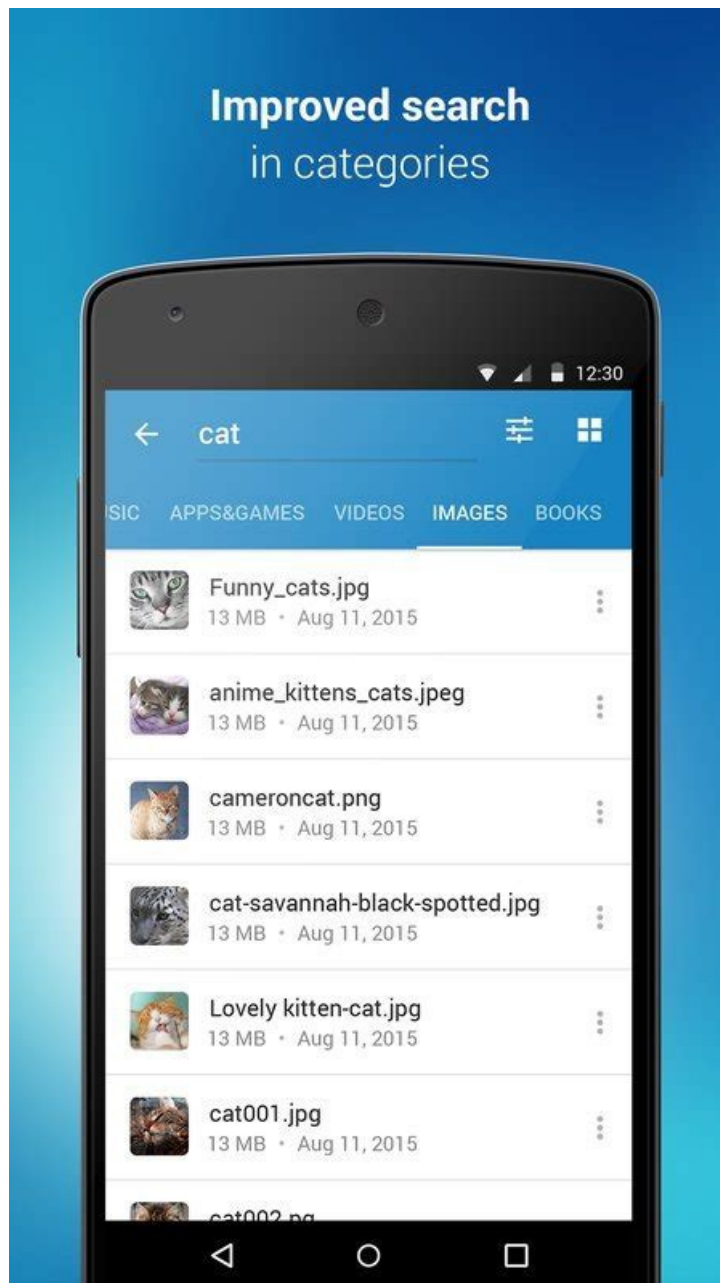 Improved search
in categories
12:30
cat
SIC APPS&GAMES VIDEOS IMAGES BOOKS
Funny_cats.jpg
13 MB • Aug 11, 2015
anime_kittens_cats.jpeg
13 MB • Aug 11, 2015
cameroncat.png
13 MB • Aug 11, 2015
cat-savannah-black-spotted.jpg
13 MB • Aug 11, 2015
Lovely kitten-cat.jpg
13 MB • Aug 11, 2015
cat001.jpg
13 MB • Aug 11, 2015